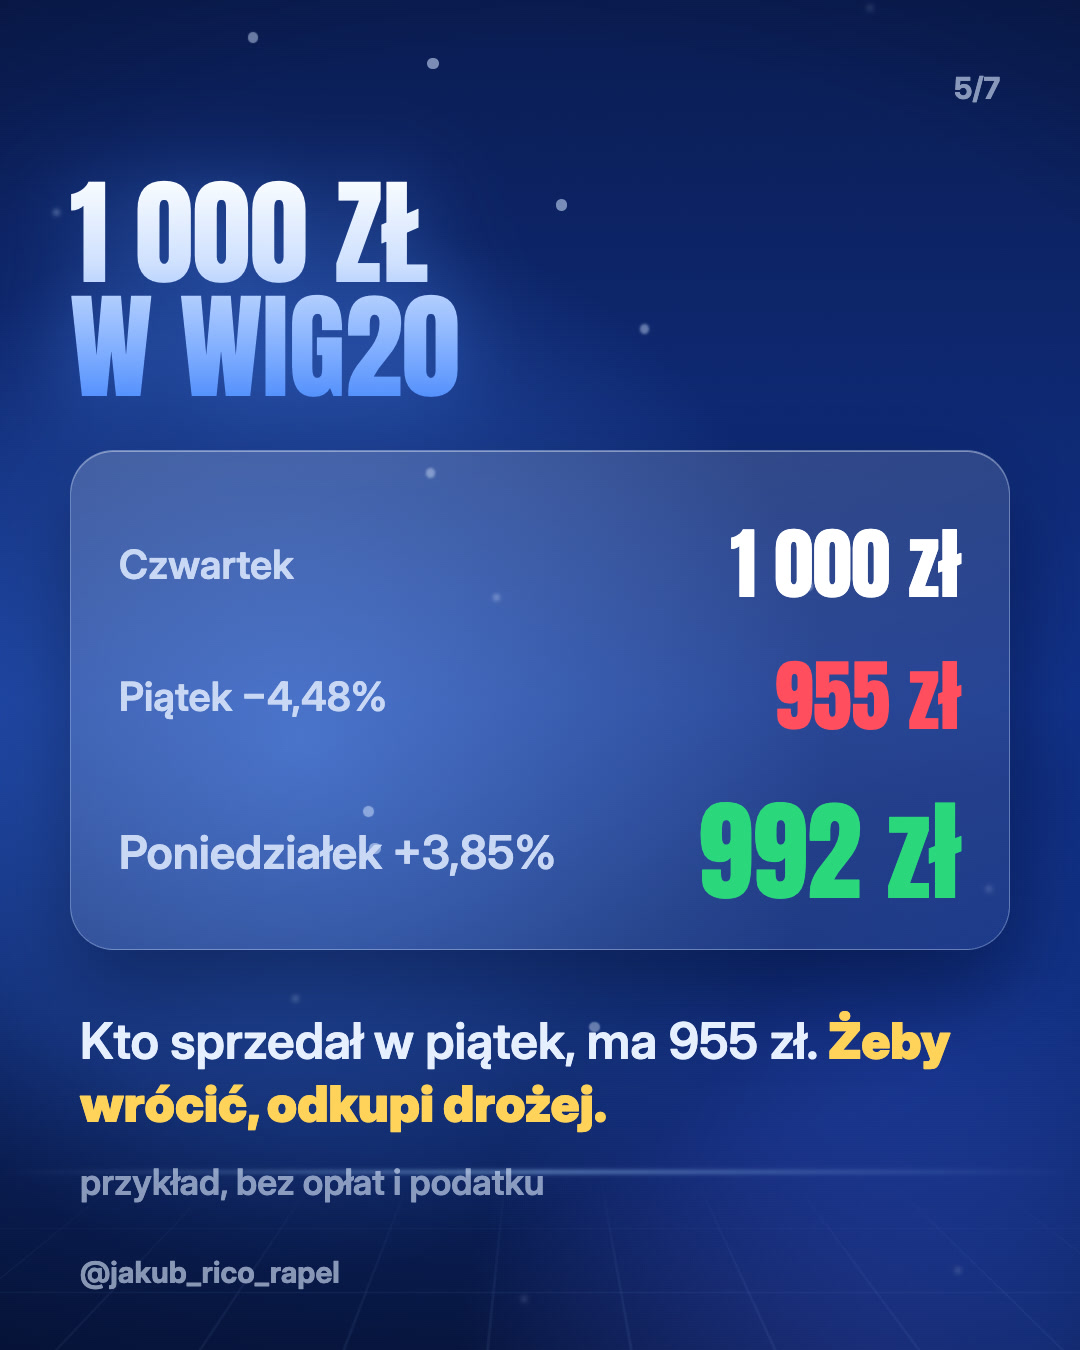 5/7
1 000 ZŁ
W WIG20
Czwartek 1 000 zł
Piątek −4,48% 955 zł
Poniedziałek +3,85% 992 zł
Kto sprzedał w piątek, ma 955 zł. Żeby
wrócić, odkupi drożej.
przykład, bez opłat i podatku
@jakub_rico_rapel